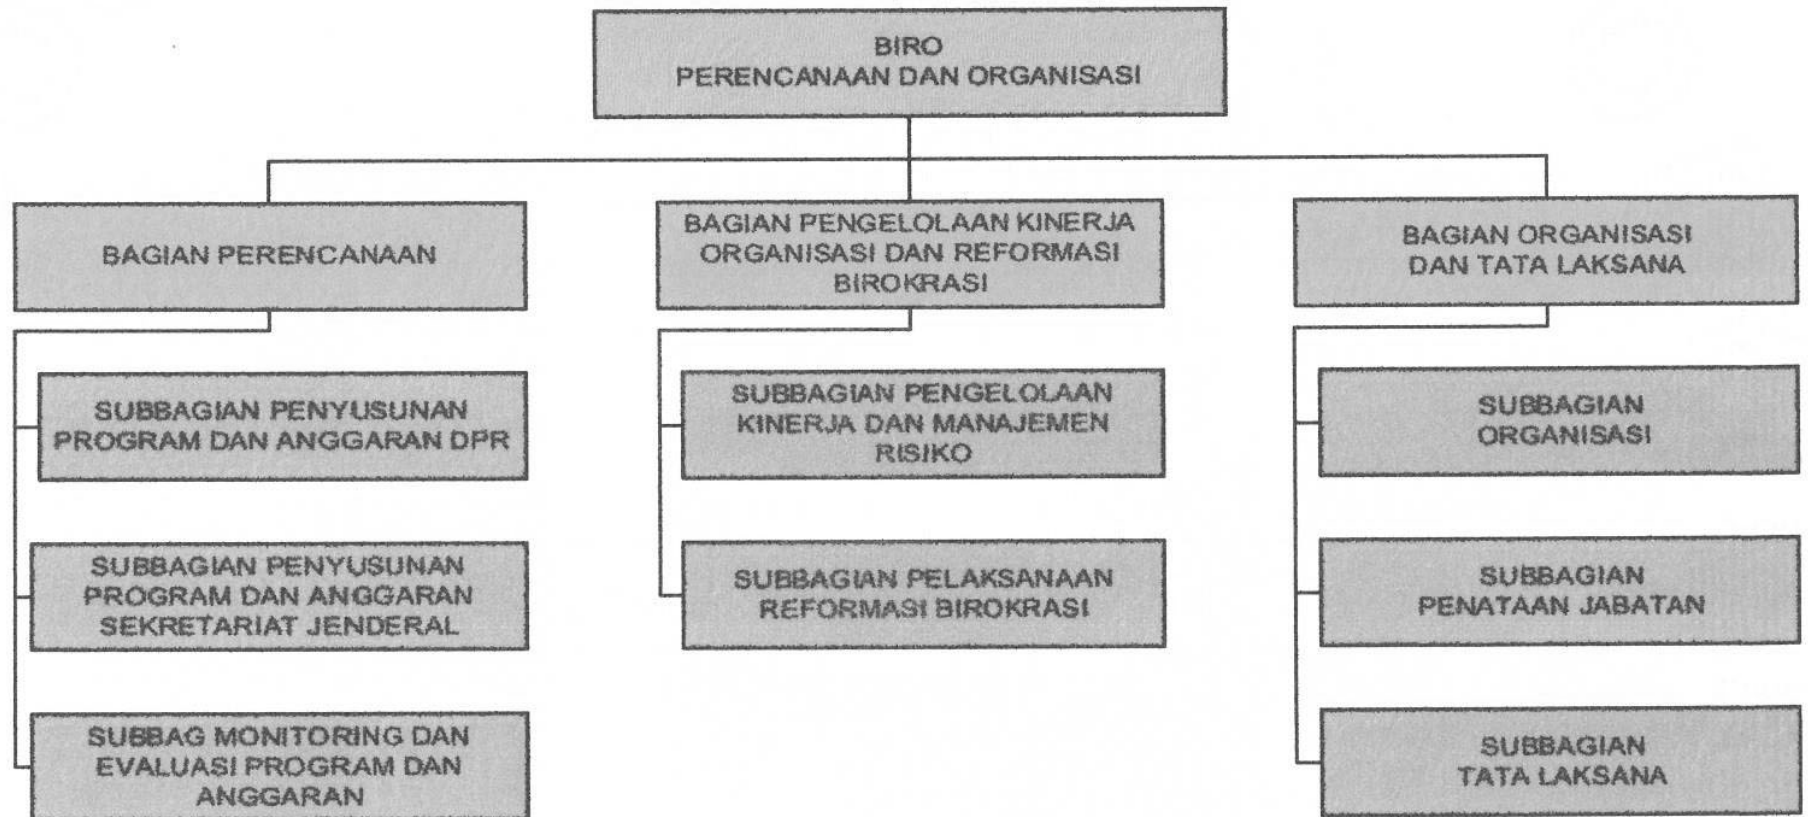 BIRO
PERENCANAAN DAN ORGANISASI
BAGIAN PERENCANAAN
BAGIAN PENGELOLAAN KINERJA
ORGANISASI DAN REFORMASI
BIROKRASI
BAGIAN ORGANISASI
DAN TATA LAKSANA
SUBBAGIAN PENYUSUNAN
PROGRAM DAN ANGGARAN DPR
SUBBAGIAN PENYUSUNAN
PROGRAM DAN ANGGARAN
SEKRETARIAT JENDERAL
SUBBAG MONITORING DAN
EVALUASI PROGRAM DAN
ANGGARAN
SUBBAGIAN PENGELOLAAN
KINERJA DAN MANAJEMEN
RISIKO
SUBBAGIAN PELAKSANAAN
REFORMASI BIROKRASI
SUBBAGIAN
ORGANISASI
SUBBAGIAN
PENATAAN JABATAN
SUBBAGIAN
TATA LAKSANA